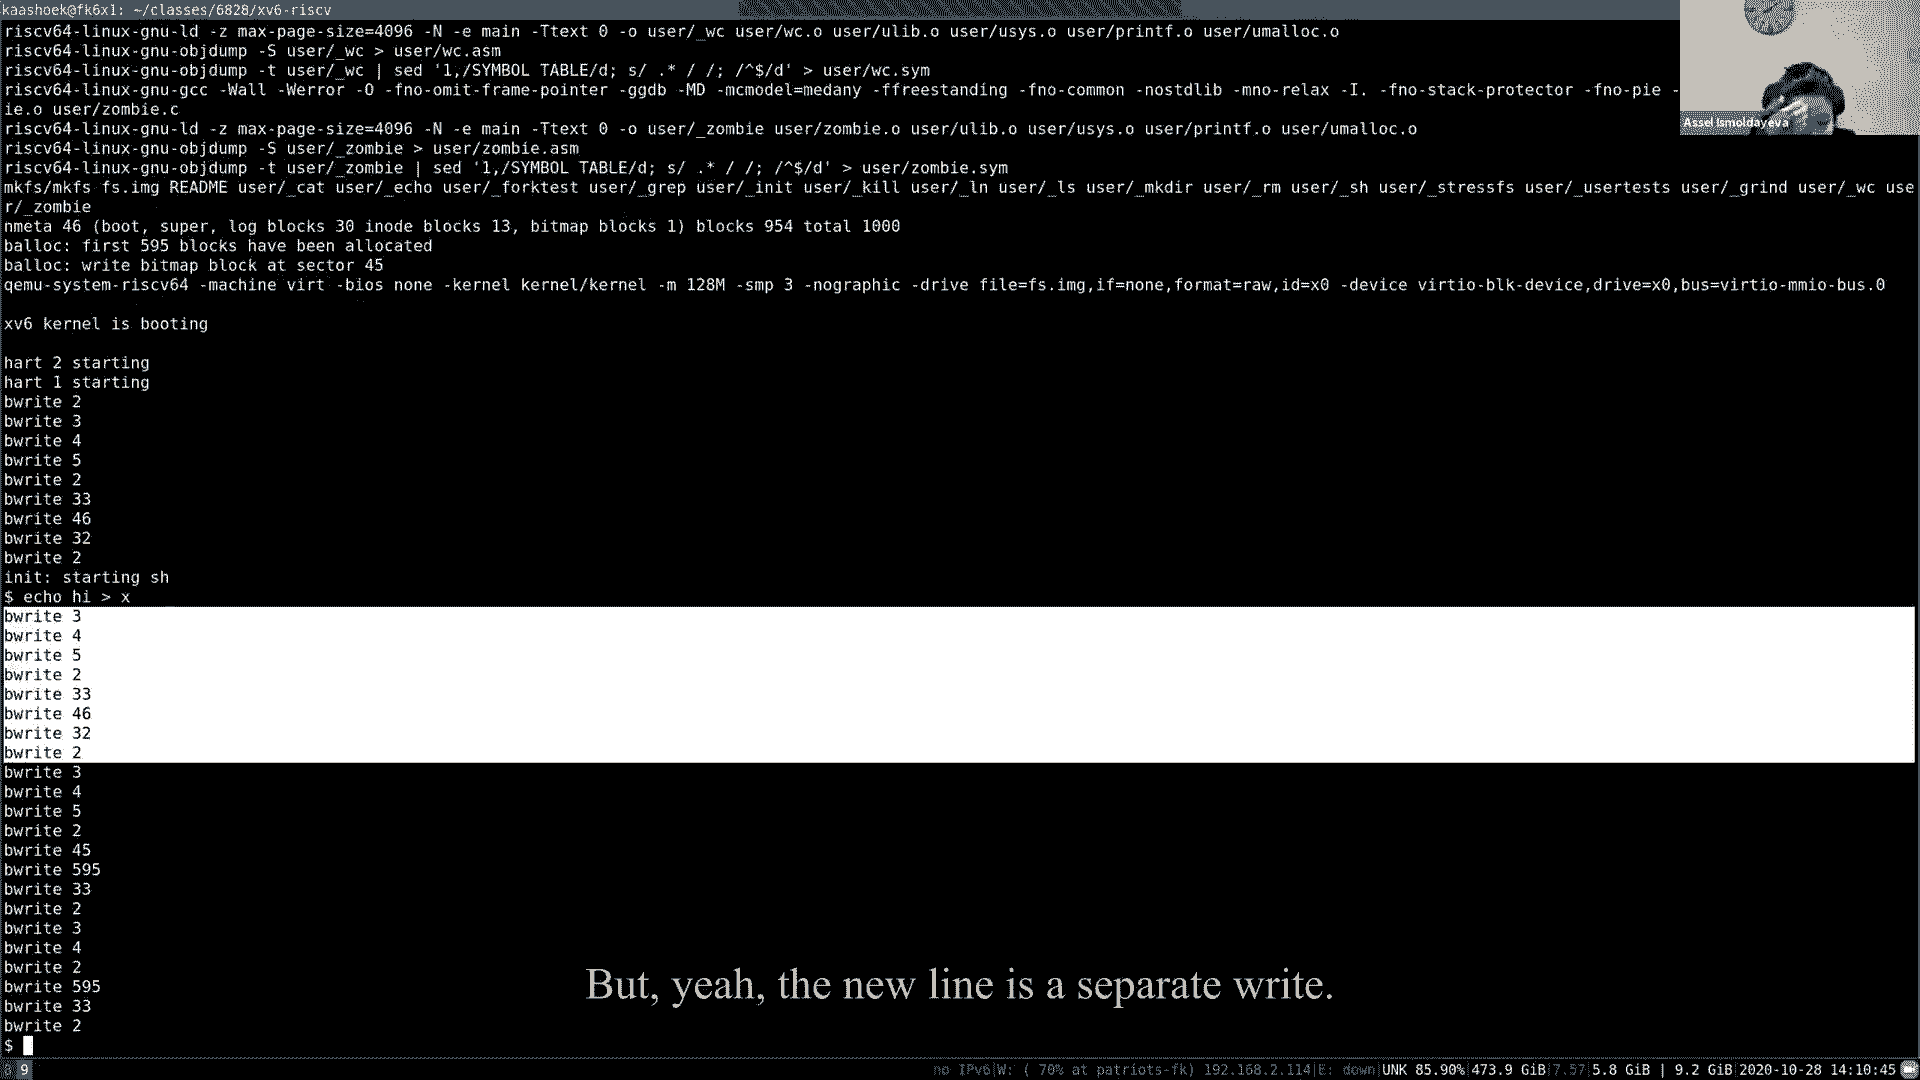 kaashoek@fk6x1: ~/classes/6828/xv6-riscv
riscv64-linux-gnu-ld -z max-page-size=4096 -N -e main -Ttext 0 -o user/_wc user/wc.o user/ulib.o user/usys.o user/printf.o user/umalloc.o
riscv64-linux-gnu-objdump -S user/_wc > user/wc.asm
riscv64-linux-gnu-objdump -t user/_wc | sed '1,/SYMBOL TABLE/d; s/ .* / /; /^$/d' > user/wc.sym
riscv64-linux-gnu-gcc -Wall -Werror -O -fno-omit-frame-pointer -ggdb -MD -mcmodel=medany -ffreestanding -fno-common -nostdlib -mno-relax -I. -fno-stack-protector -fno-pie -
ie.o user/zombie.c
riscv64-linux-gnu-ld -z max-page-size=4096 -N -e main -Ttext 0 -o user/_zombie user/zombie.o user/ulib.o user/usys.o user/printf.o user/umalloc.o
riscv64-linux-gnu-objdump -S user/_zombie > user/zombie.asm
riscv64-linux-gnu-objdump -t user/_zombie | sed '1,/SYMBOL TABLE/d; s/ .* / /; /^$/d' > user/zombie.sym
mkfs/mkfs fs.img README user/_cat user/_echo user/_forktest user/_grep user/_init user/_kill user/_ln user/_ls user/_mkdir user/_rm user/_sh user/_stressfs user/_usertests user/_grind user/_wc use
r/_zombie
nmeta 46 (boot, super, log blocks 30 inode blocks 13, bitmap blocks 1) blocks 954 total 1000
balloc: first 595 blocks have been allocated
balloc: write bitmap block at sector 45
qemu-system-riscv64 -machine virt -bios none -kernel kernel/kernel -m 128M -smp 3 -nographic -drive file=fs.img,if=none,format=raw,id=x0 -device virtio-blk-device,drive=x0,bus=virtio-mmio-bus.0
xv6 kernel is booting
hart 2 starting
hart 1 starting
bwrite 2
bwrite 3
bwrite 4
bwrite 5
bwrite 2
bwrite 33
bwrite 46
bwrite 32
bwrite 2
init: starting sh
$ echo hi > x
bwrite 3
bwrite 4
bwrite 5
bwrite 2
bwrite 33
bwrite 46
bwrite 32
bwrite 2
bwrite 3
bwrite 4
bwrite 5
bwrite 2
bwrite 45
bwrite 595
bwrite 33
bwrite 2
bwrite 3
bwrite 4
bwrite 2
bwrite 595
bwrite 33
bwrite 2
$
Assel Ismoldayeva
But, yeah, the new line is a separate write.
9 no IPv6|W: ( 70% at patriots-fk) 192.168.2.114|E: down|UNK 85.90%|473.9 GiB|7.57|5.8 GiB | 9.2 GiB|2020-10-28 14:10:45